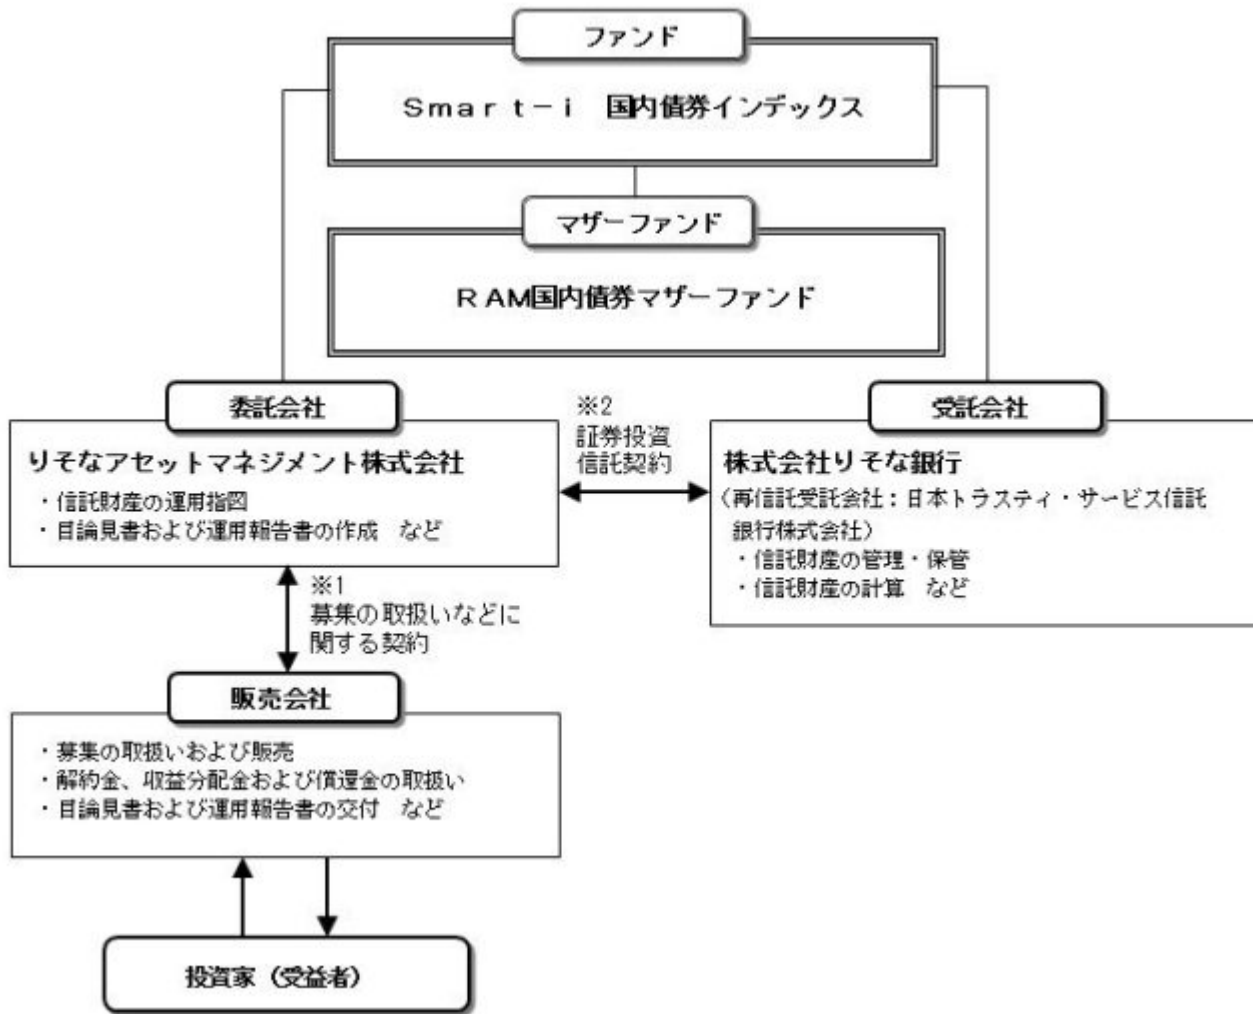 ファンド
Ｓｍａｒｔ－ｉ　国内債券インデックス
マザーファンド
ＲＡＭ国内債券マザーファンド
委託会社
りそなアセットマネジメント株式会社
・信託財産の運用指図
・目論見書および運用報告書の作成　など
※2
証券投資
信託契約
受託会社
株式会社りそな銀行
（再信託受託会社：日本トラスティ・サービス信託
銀行株式会社）
・信託財産の管理・保管
・信託財産の計算　など
※1
募集の取扱いなどに
関する契約
販売会社
・募集の取扱いおよび販売
・解約金、収益分配金および償還金の取扱い
・目論見書および運用報告書の交付　など
投資家（受益者）